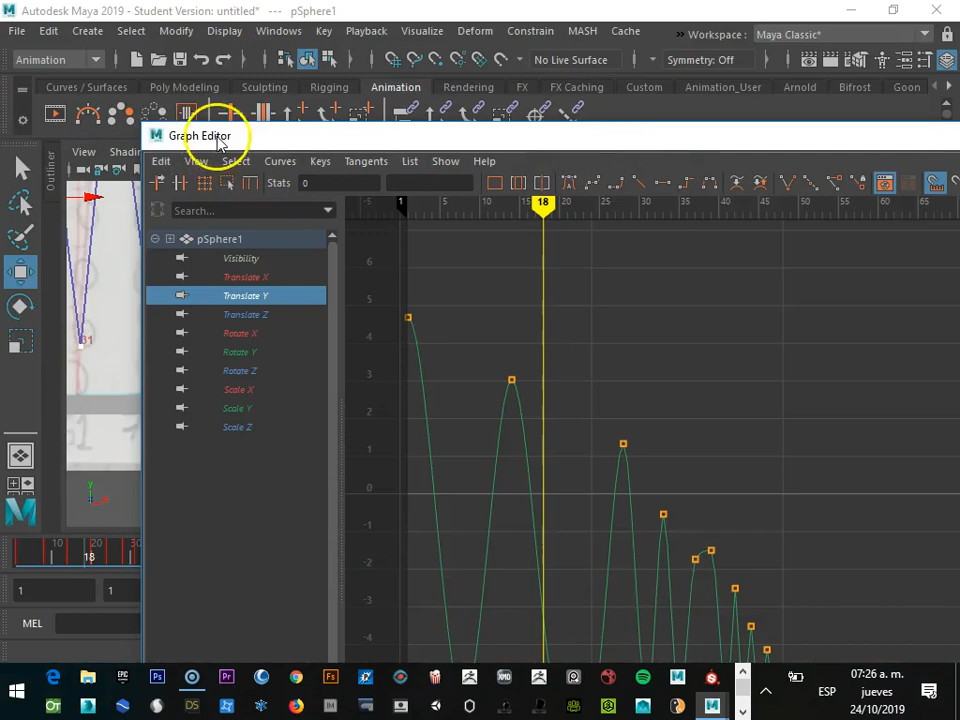 Autodesk Maya 2019 - Student Version: untitled* --- pSphere1
File Edit Create Select Modify Display Windows Key Playback Visualize Deform Constrain MASH Cache Workspace : Maya Classic*
Animation No Live Surface Symmetry: Off
Curves / Surfaces Poly Modeling Sculpting Rigging Animation Rendering FX FX Caching Custom Animation_User Arnold Bifrost Goon
Graph Editor
View Shadin
Outliner
Edit View Select Curves Keys Tangents List Show Help
Stats 0
Search...
-5 1 5 10 15 18 20 25 30 35 40 45 50 55 60 65
pSphere1
Visibility
Translate X
Translate Y
Translate Z
Rotate X
Rotate Y
Rotate Z
Scale X
Scale Y
Scale Z
6
5
4
3
2
1
0
-1
-2
-3
-4
31
y
10 20 30
18
1 1
MEL
ESP
07:26 a. m.
jueves
24/10/2019